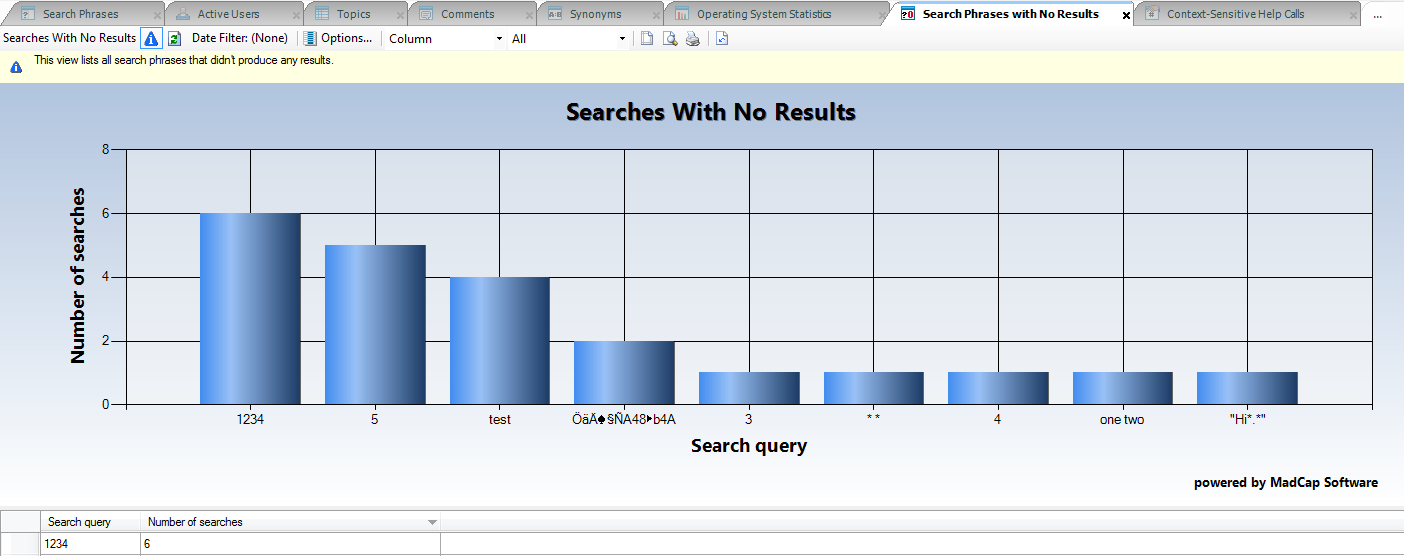 Search Phrases
Active Users
Topics
Comments
Synonyms
Operating System Statistics
Search Phrases with No Results
Context-Sensitive Help Calls
...
Searches With No Results
Date Filter: (None)
Options...
Column
All
This view lists all search phrases that didn't produce any results.
Searches With No Results
Number of searches
8
6
4
2
0
1234
5
test
ÖäÄ♠§ÑA48‣b4A
3
* *
4
one two
"Hi*.*"
Search query
powered by MadCap Software
Search query
Number of searches
1234
6